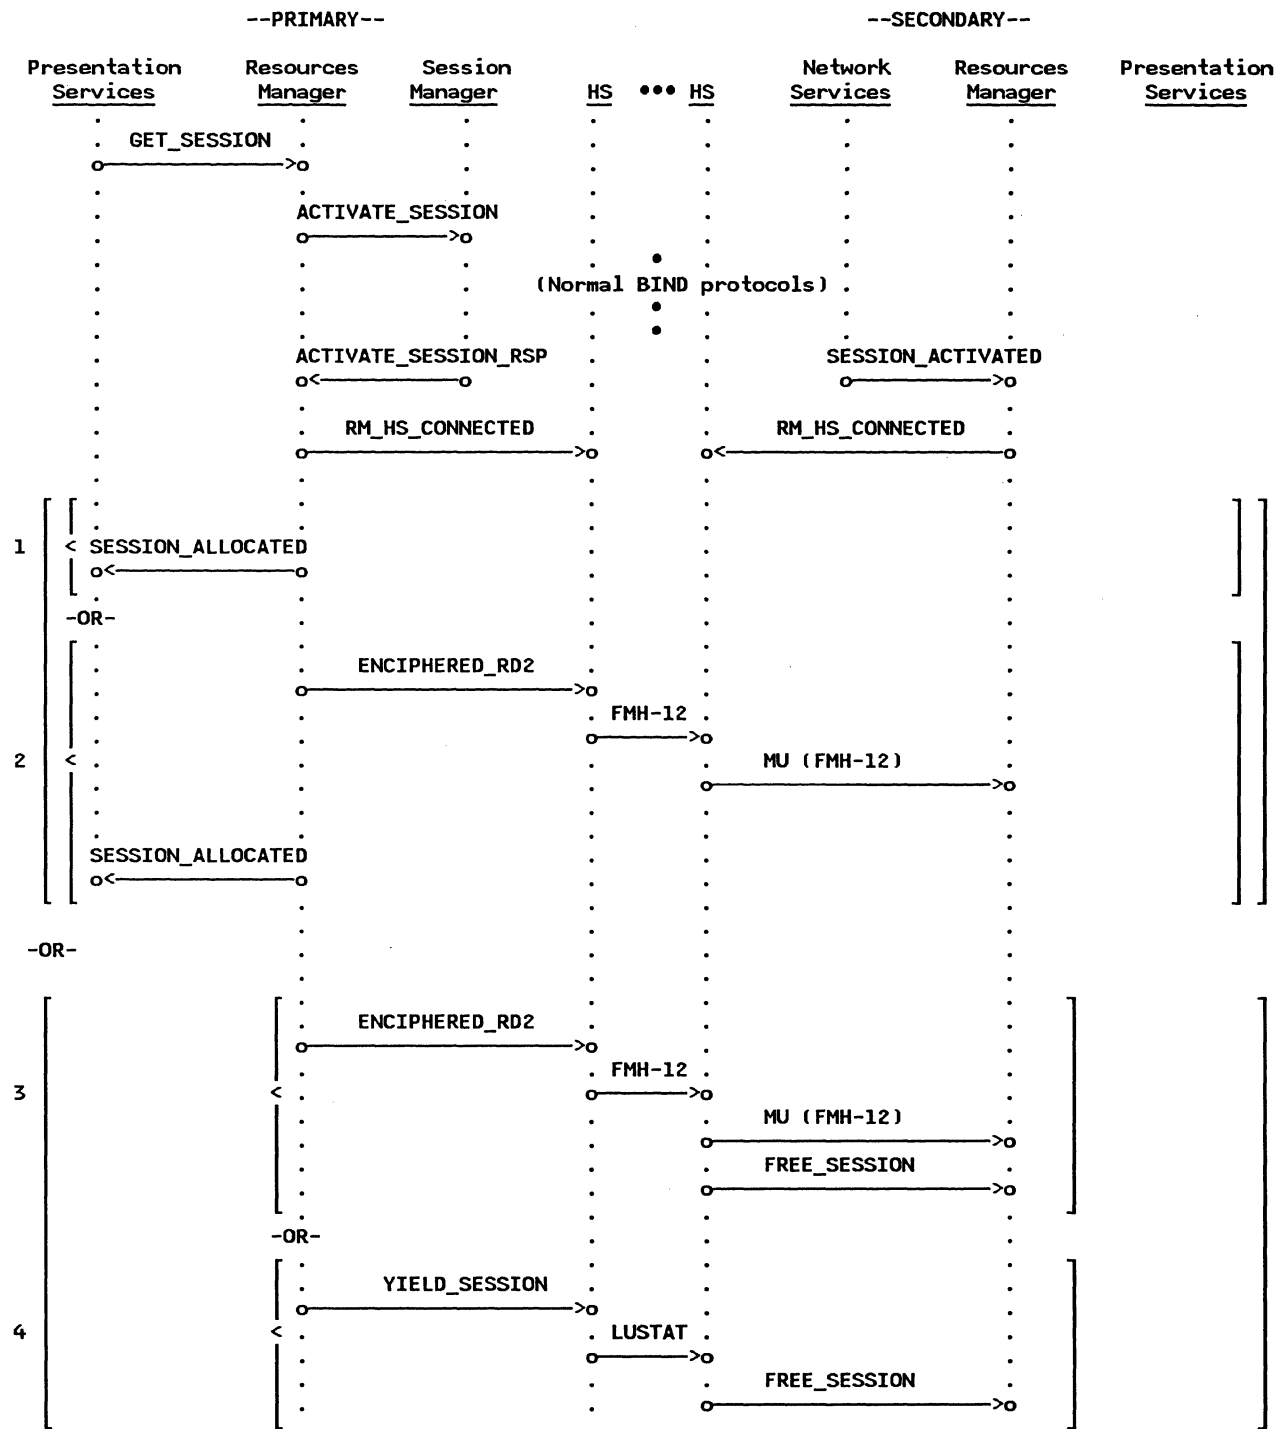 --PRIMARY-- --SECONDARY--
Presentation Resources Session Network Resources Presentation
Services Manager Manager HS ••• HS Services Manager Services
GET_SESSION
ACTIVATE_SESSION
(Normal BIND protocols)
ACTIVATE_SESSION_RSP SESSION_ACTIVATED
RM_HS_CONNECTED RM_HS_CONNECTED
1 SESSION_ALLOCATED
-OR-
ENCIPHERED_RD2
FMH-12
2 MU (FMH-12)
SESSION_ALLOCATED
-OR-
ENCIPHERED_RD2
FMH-12
3
MU (FMH-12)
FREE_SESSION
-OR-
YIELD_SESSION
4 LUSTAT
FREE_SESSION